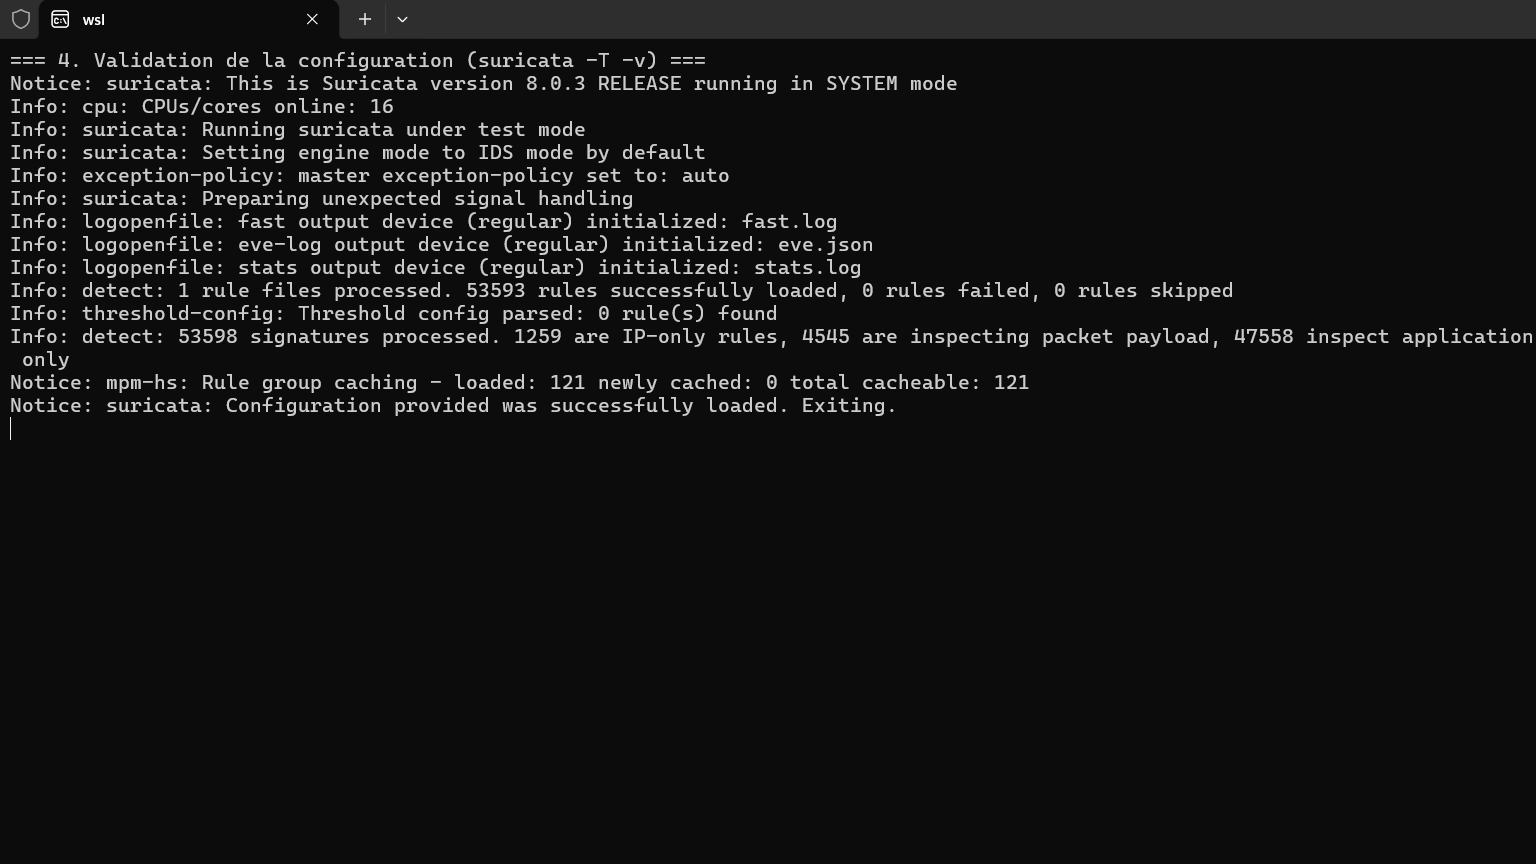 wsl
=== 4. Validation de la configuration (suricata -T -v) ===
Notice: suricata: This is Suricata version 8.0.3 RELEASE running in SYSTEM mode
Info: cpu: CPUs/cores online: 16
Info: suricata: Running suricata under test mode
Info: suricata: Setting engine mode to IDS mode by default
Info: exception-policy: master exception-policy set to: auto
Info: suricata: Preparing unexpected signal handling
Info: logopenfile: fast output device (regular) initialized: fast.log
Info: logopenfile: eve-log output device (regular) initialized: eve.json
Info: logopenfile: stats output device (regular) initialized: stats.log
Info: detect: 1 rule files processed. 53593 rules successfully loaded, 0 rules failed, 0 rules skipped
Info: threshold-config: Threshold config parsed: 0 rule(s) found
Info: detect: 53598 signatures processed. 1259 are IP-only rules, 4545 are inspecting packet payload, 47558 inspect application
only
Notice: mpm-hs: Rule group caching - loaded: 121 newly cached: 0 total cacheable: 121
Notice: suricata: Configuration provided was successfully loaded. Exiting.